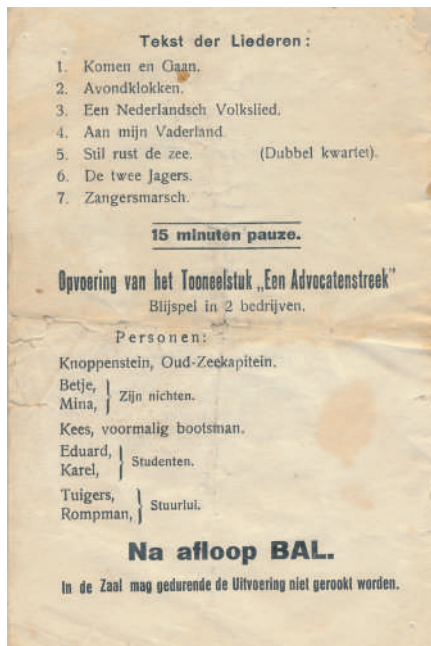 Tekst der Liederen:
1. Komen en Gaan.
2. Avondklokken.
3. Een Nederlandsch Volkslied.
4. Aan mijn Vaderland
5. Stil rust de zee. (Dubbel kwartet).
6. De twee Jagers.
7. Zangersmarsch.
15 minuten pauze.
Opvoering van het Tooneelstuk „Een Advocatenstreek"
Blijspel in 2 bedrijven.
Personen:
Knoppenstein, Oud-Zeekapitein.
Betje,
Mina, } Zijn nichten.
Kees, voormalig bootsman.
Eduard,
Karel, } Studenten.
Tuigers,
Rompman, } Stuurlui.
Na afloop BAL.
In de Zaal mag gedurende de Uitvoering niet gerookt worden.